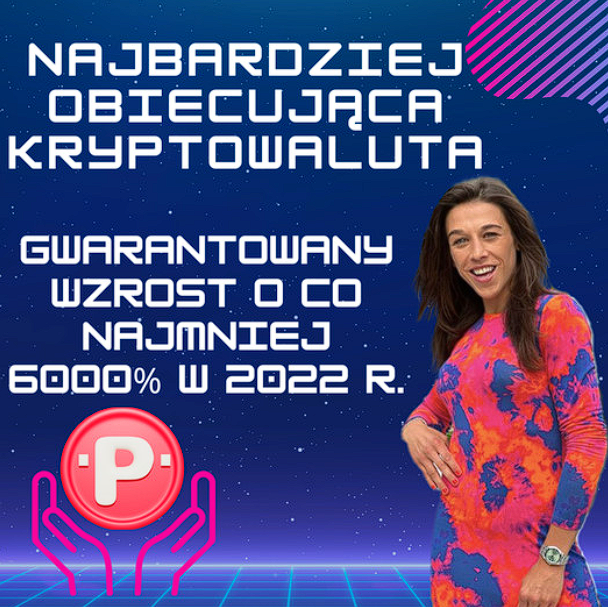 NAJBARDZIEJ
OBIECUJĄCA
KRYPTOWALUTA
GWARANTOWANY
WZROST O CO
NAJMNIEJ
6000% W 2022 R.
·P·